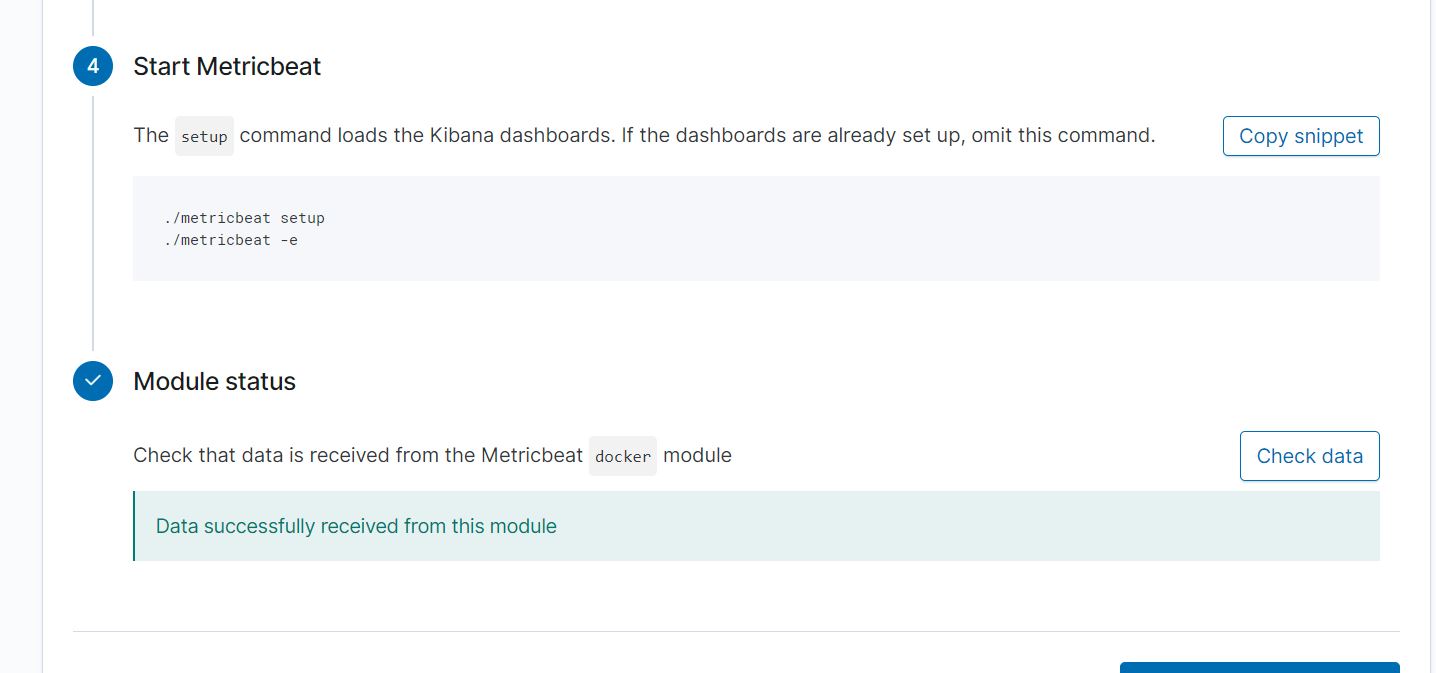 4 Start Metricbeat
The setup command loads the Kibana dashboards. If the dashboards are already set up, omit this command. Copy snippet
./metricbeat setup
./metricbeat -e
Module status
Check that data is received from the Metricbeat docker module Check data
Data successfully received from this module